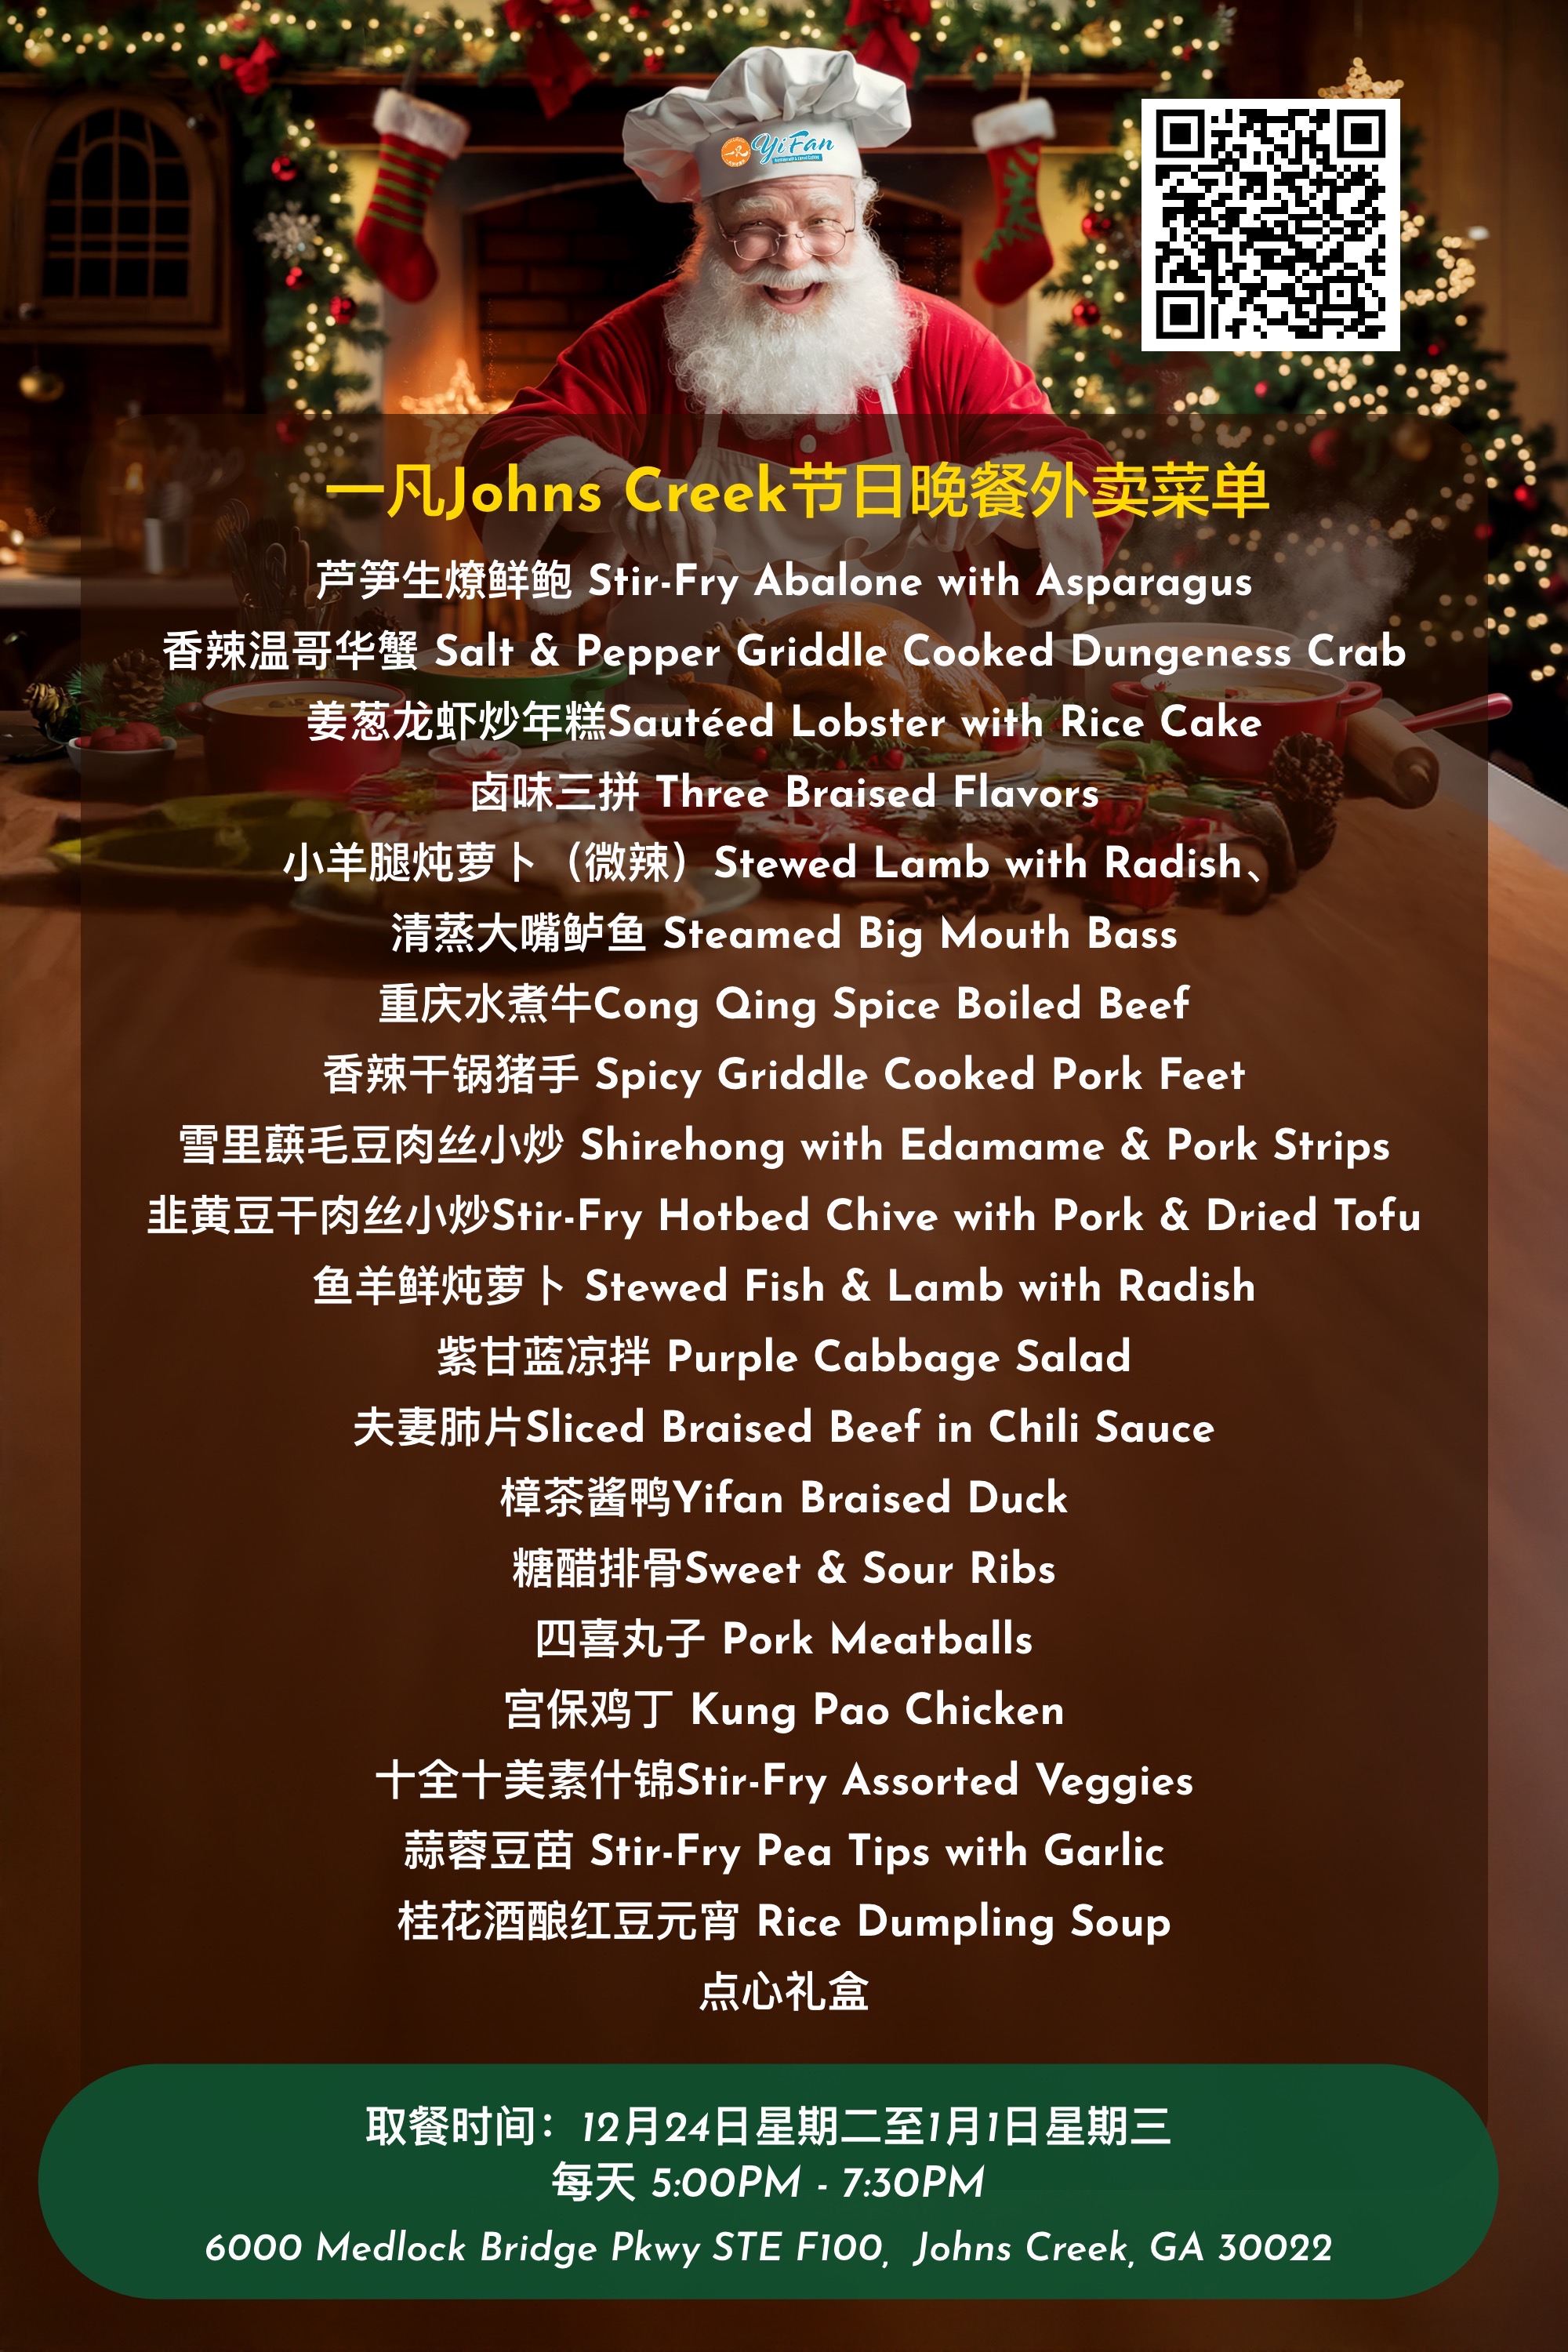 YiFan
一凡Johns Creek节日晚餐外卖菜单
芦笋生燎鲜鲍 Stir-Fry Abalone with Asparagus
香辣温哥华蟹 Salt & Pepper Griddle Cooked Dungeness Crab
姜葱龙虾炒年糕Sautéed Lobster with Rice Cake
卤味三拼 Three Braised Flavors
小羊腿炖萝卜（微辣）Stewed Lamb with Radish、
清蒸大嘴鲈鱼 Steamed Big Mouth Bass
重庆水煮牛Cong Qing Spice Boiled Beef
香辣干锅猪手 Spicy Griddle Cooked Pork Feet
雪里蕻毛豆肉丝小炒 Shirehong with Edamame & Pork Strips
韭黄豆干肉丝小炒Stir-Fry Hotbed Chive with Pork & Dried Tofu
鱼羊鲜炖萝卜 Stewed Fish & Lamb with Radish
紫甘蓝凉拌 Purple Cabbage Salad
夫妻肺片Sliced Braised Beef in Chili Sauce
樟茶酱鸭Yifan Braised Duck
糖醋排骨Sweet & Sour Ribs
四喜丸子 Pork Meatballs
宫保鸡丁 Kung Pao Chicken
十全十美素什锦Stir-Fry Assorted Veggies
蒜蓉豆苗 Stir-Fry Pea Tips with Garlic
桂花酒酿红豆元宵 Rice Dumpling Soup
点心礼盒
取餐时间：12月24日星期二至1月1日星期三
每天 5:00PM - 7:30PM
6000 Medlock Bridge Pkwy STE F100, Johns Creek, GA 30022